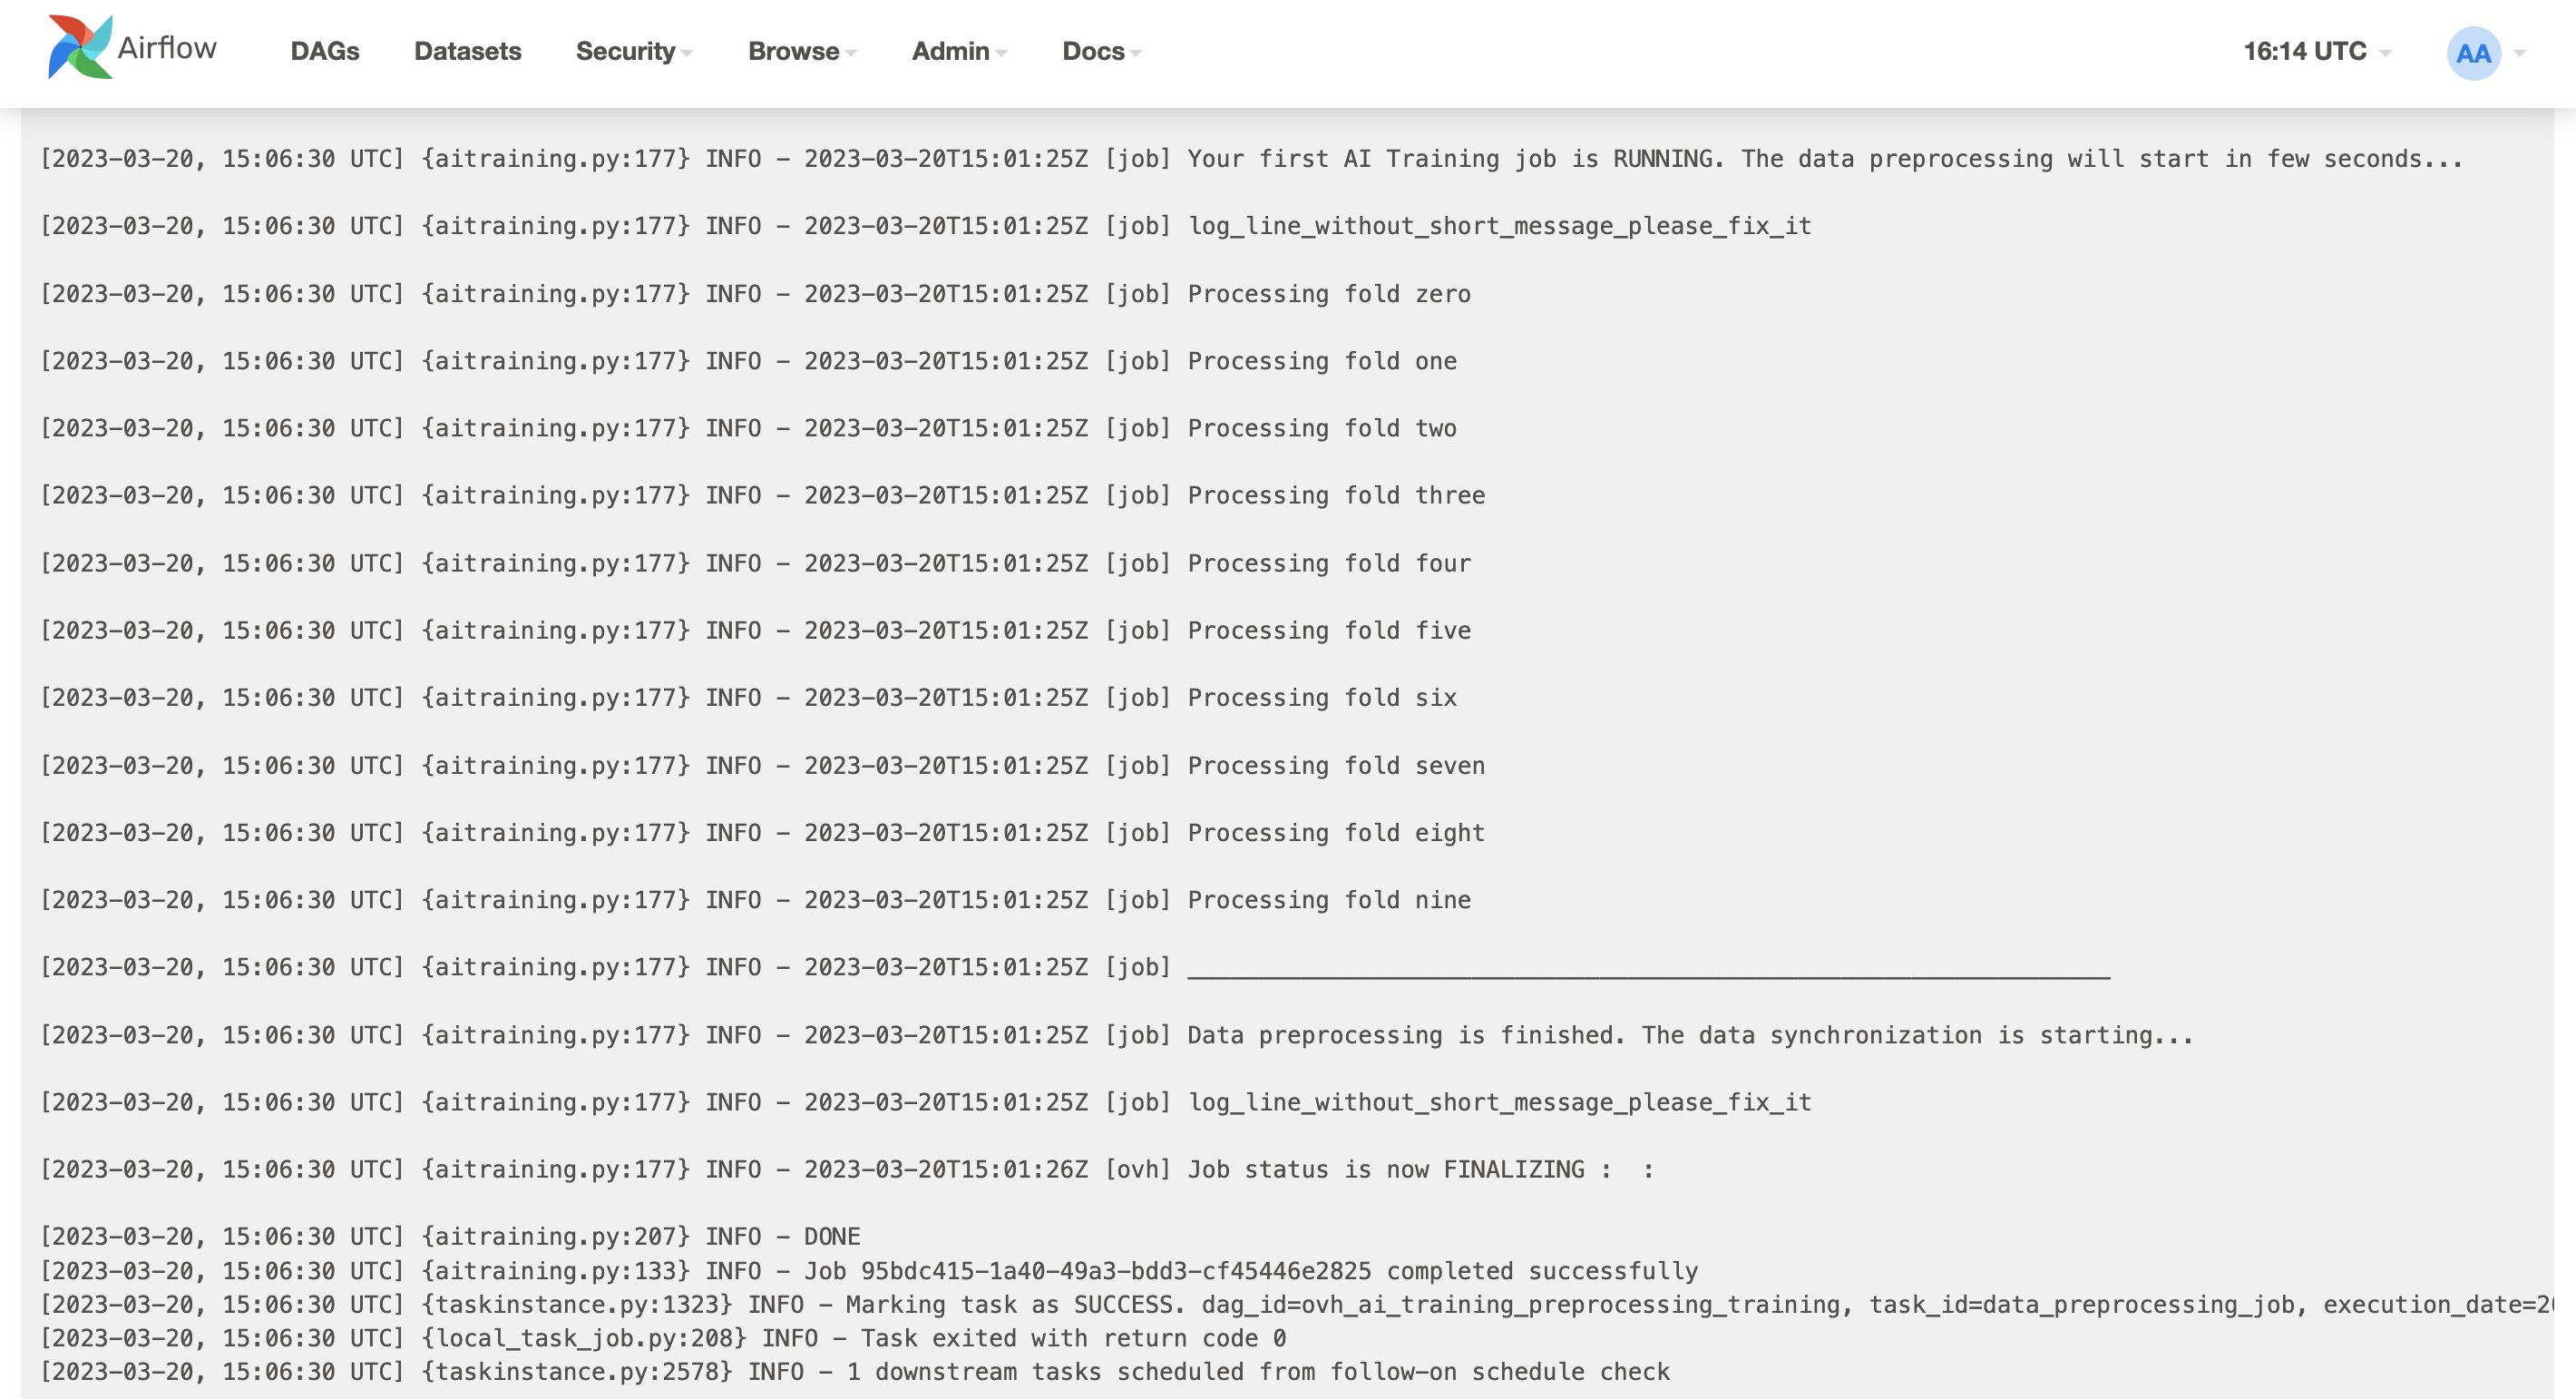 Airflow DAGs Datasets Security Browse Admin Docs 16:14 UTC AA
[2023-03-20, 15:06:30 UTC] {aitraining.py:177} INFO - 2023-03-20T15:01:25Z [job] Your first AI Training job is RUNNING. The data preprocessing will start in few seconds...
[2023-03-20, 15:06:30 UTC] {aitraining.py:177} INFO - 2023-03-20T15:01:25Z [job] log_line_without_short_message_please_fix_it
[2023-03-20, 15:06:30 UTC] {aitraining.py:177} INFO - 2023-03-20T15:01:25Z [job] Processing fold zero
[2023-03-20, 15:06:30 UTC] {aitraining.py:177} INFO - 2023-03-20T15:01:25Z [job] Processing fold one
[2023-03-20, 15:06:30 UTC] {aitraining.py:177} INFO - 2023-03-20T15:01:25Z [job] Processing fold two
[2023-03-20, 15:06:30 UTC] {aitraining.py:177} INFO - 2023-03-20T15:01:25Z [job] Processing fold three
[2023-03-20, 15:06:30 UTC] {aitraining.py:177} INFO - 2023-03-20T15:01:25Z [job] Processing fold four
[2023-03-20, 15:06:30 UTC] {aitraining.py:177} INFO - 2023-03-20T15:01:25Z [job] Processing fold five
[2023-03-20, 15:06:30 UTC] {aitraining.py:177} INFO - 2023-03-20T15:01:25Z [job] Processing fold six
[2023-03-20, 15:06:30 UTC] {aitraining.py:177} INFO - 2023-03-20T15:01:25Z [job] Processing fold seven
[2023-03-20, 15:06:30 UTC] {aitraining.py:177} INFO - 2023-03-20T15:01:25Z [job] Processing fold eight
[2023-03-20, 15:06:30 UTC] {aitraining.py:177} INFO - 2023-03-20T15:01:25Z [job] Processing fold nine
[2023-03-20, 15:06:30 UTC] {aitraining.py:177} INFO - 2023-03-20T15:01:25Z [job] _________________________________________________________________
[2023-03-20, 15:06:30 UTC] {aitraining.py:177} INFO - 2023-03-20T15:01:25Z [job] Data preprocessing is finished. The data synchronization is starting...
[2023-03-20, 15:06:30 UTC] {aitraining.py:177} INFO - 2023-03-20T15:01:25Z [job] log_line_without_short_message_please_fix_it
[2023-03-20, 15:06:30 UTC] {aitraining.py:177} INFO - 2023-03-20T15:01:26Z [ovh] Job status is now FINALIZING :  :
[2023-03-20, 15:06:30 UTC] {aitraining.py:207} INFO - DONE
[2023-03-20, 15:06:30 UTC] {aitraining.py:133} INFO - Job 95bdc415-1a40-49a3-bdd3-cf45446e2825 completed successfully
[2023-03-20, 15:06:30 UTC] {taskinstance.py:1323} INFO - Marking task as SUCCESS. dag_id=ovh_ai_training_preprocessing_training, task_id=data_preprocessing_job, execution_date=20
[2023-03-20, 15:06:30 UTC] {local_task_job.py:208} INFO - Task exited with return code 0
[2023-03-20, 15:06:30 UTC] {taskinstance.py:2578} INFO - 1 downstream tasks scheduled from follow-on schedule check